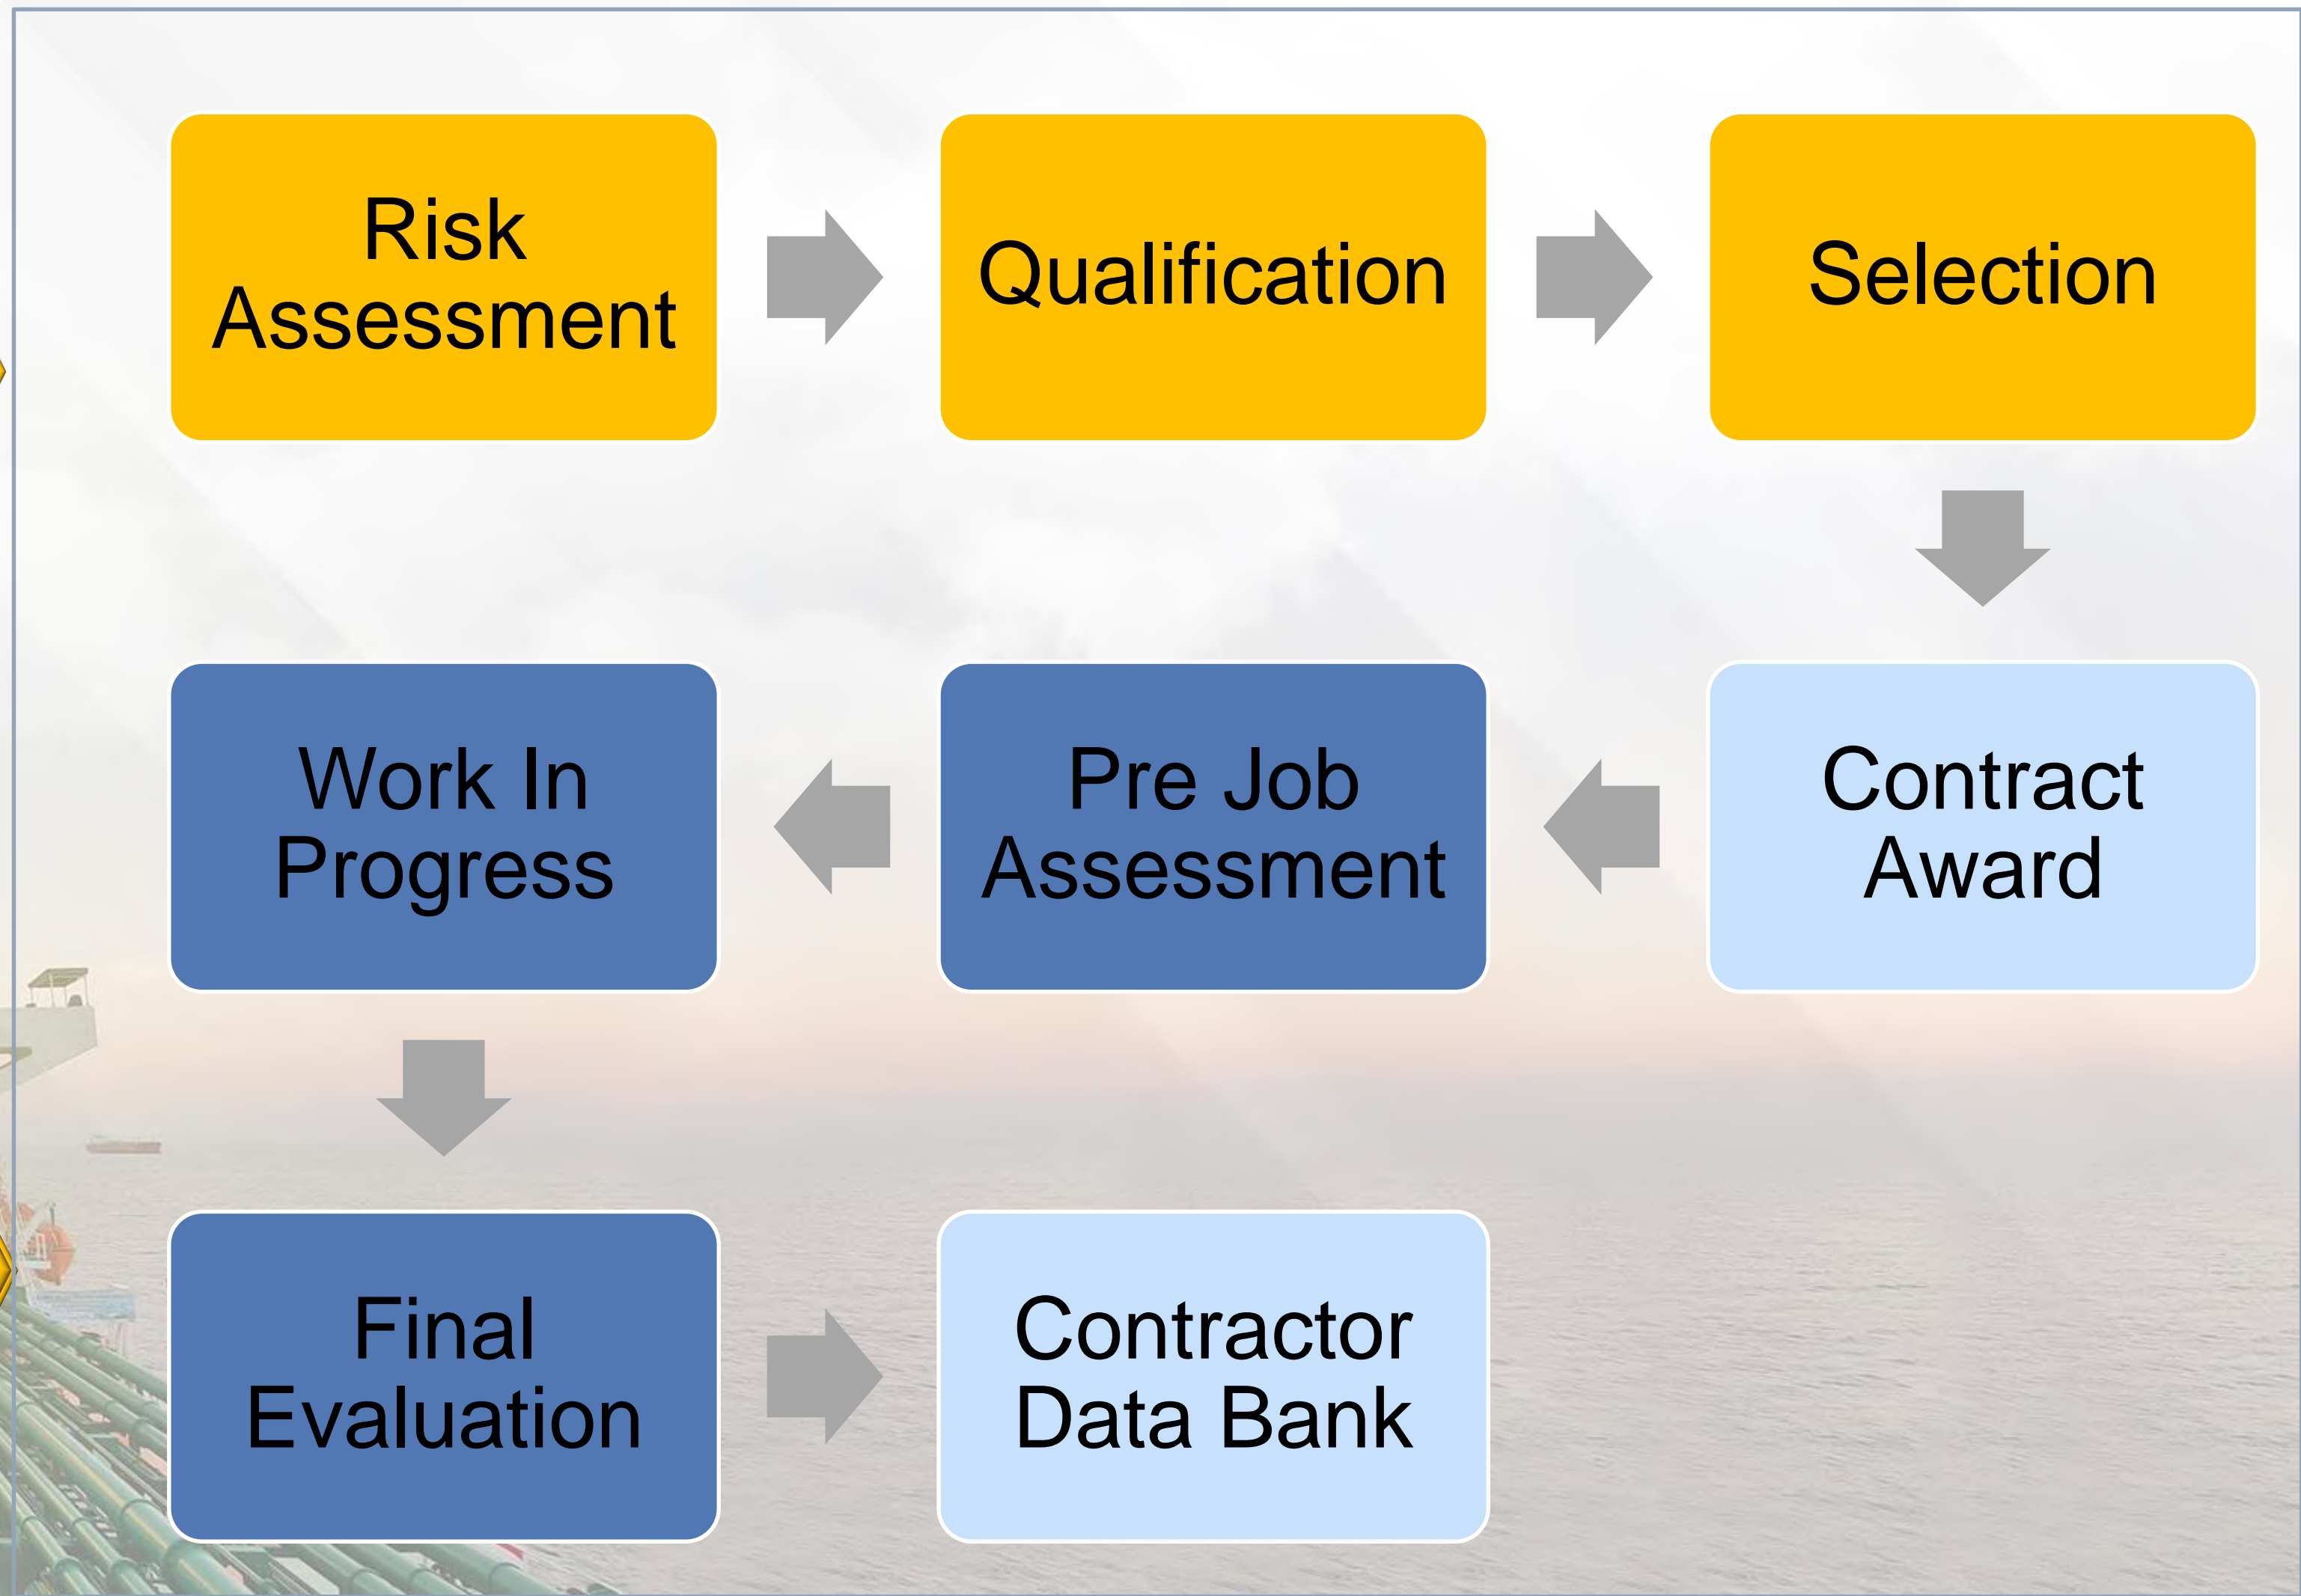 Risk
Assessment
Qualification
Selection
Contract
Award
Pre Job
Assessment
Work In
Progress
Final
Evaluation
Contractor
Data Bank